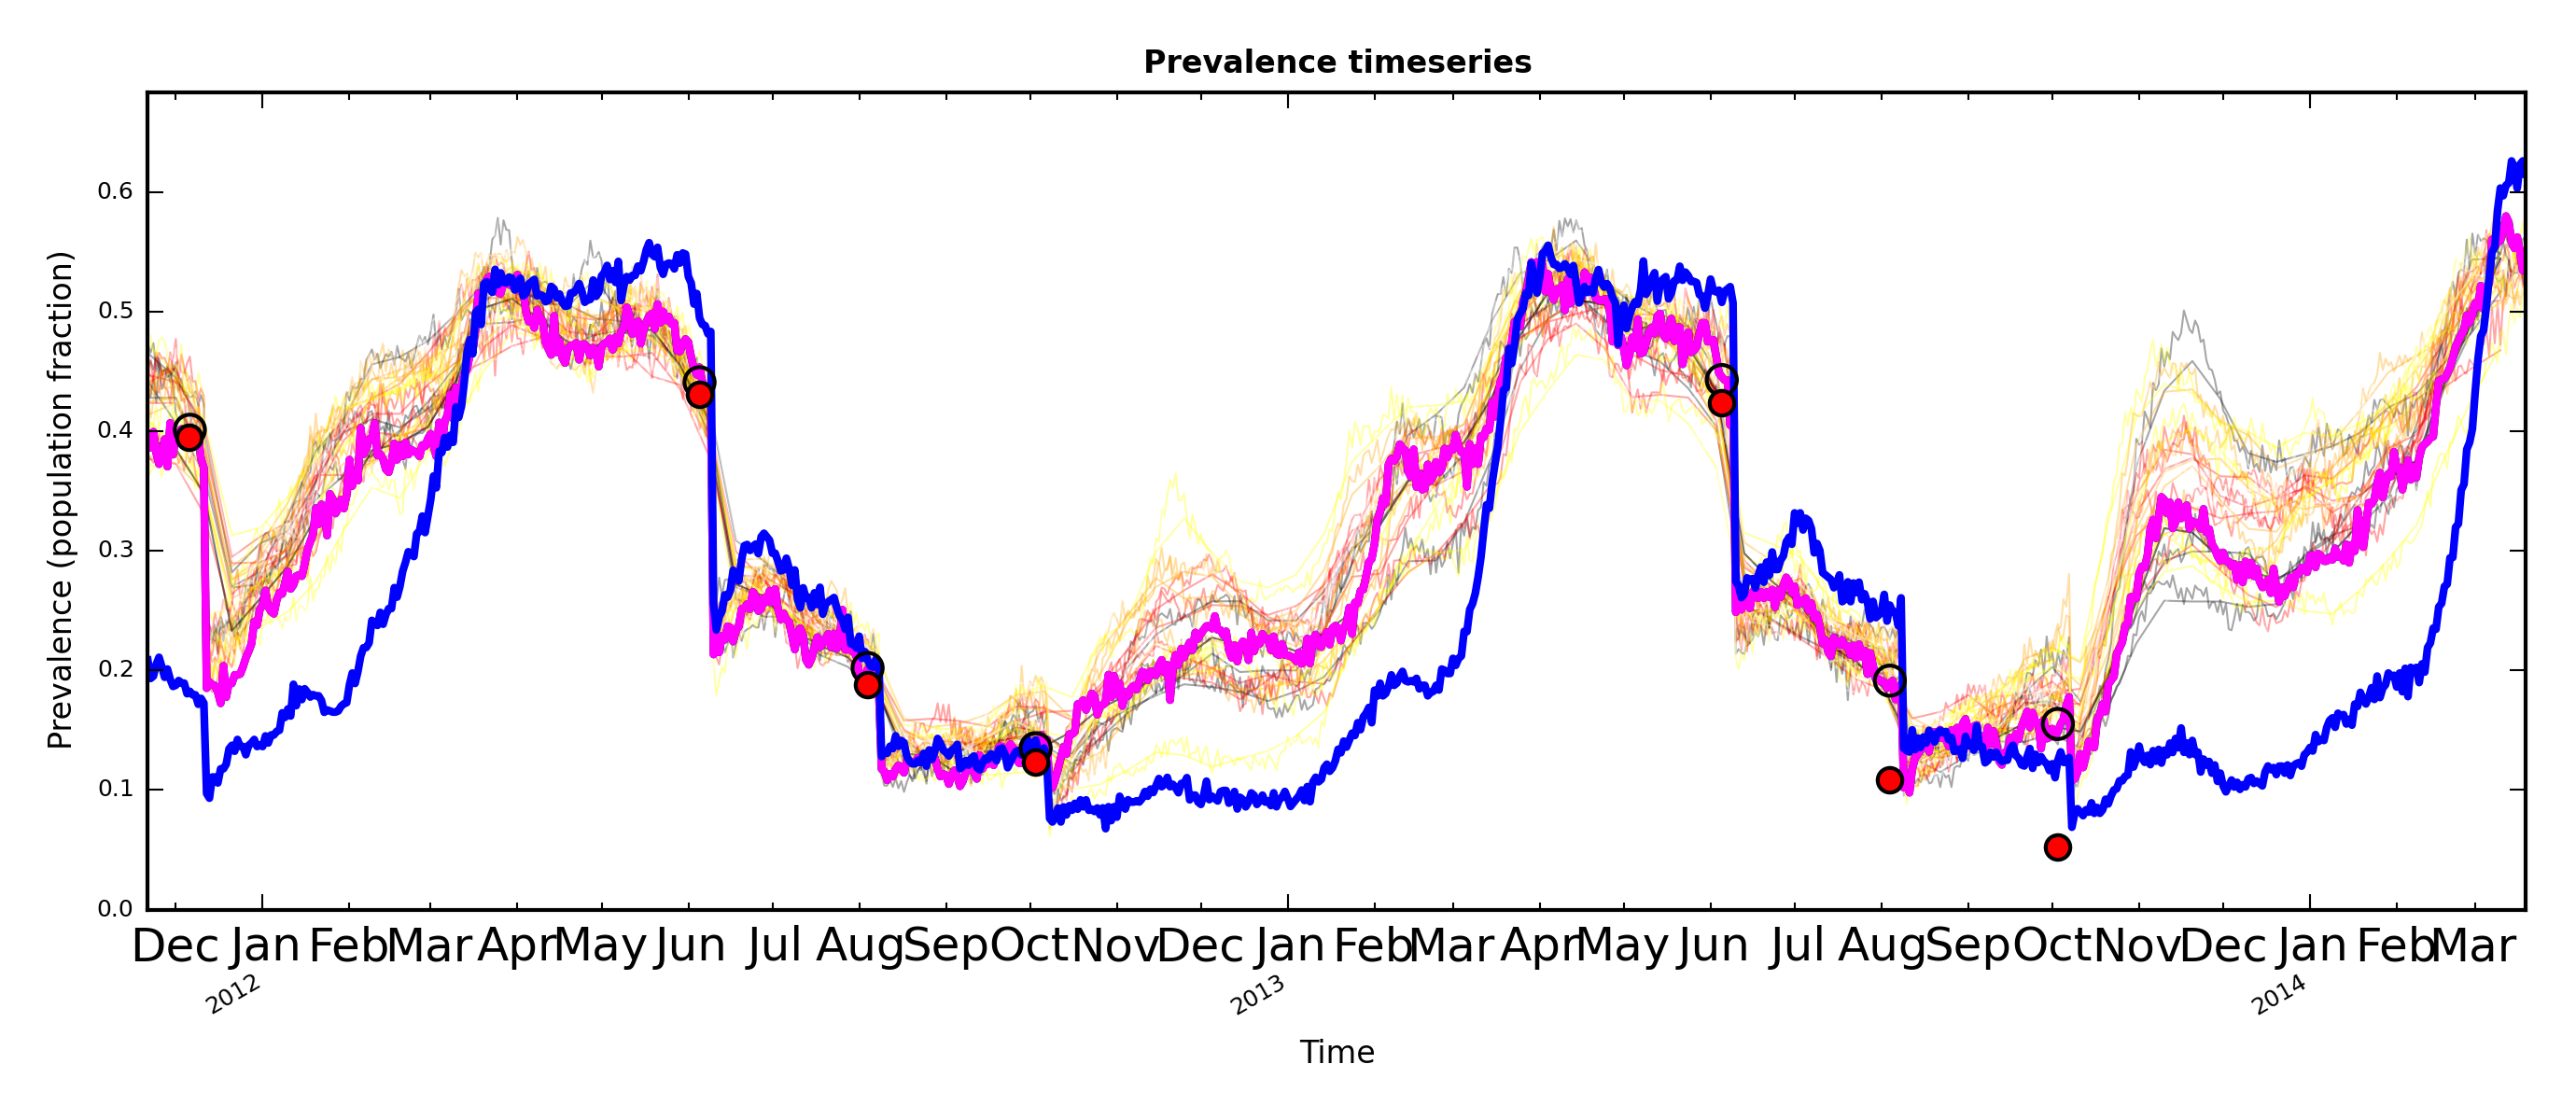 Prevalence timeseries
Prevalence (population fraction)
0.6
0.5
0.4
0.3
0.2
0.1
0.0
Dec Jan Feb Mar Apr May Jun Jul Aug Sep Oct Nov Dec Jan Feb Mar Apr May Jun Jul Aug Sep Oct Nov Dec Jan Feb Mar
2012 2013 2014
Time